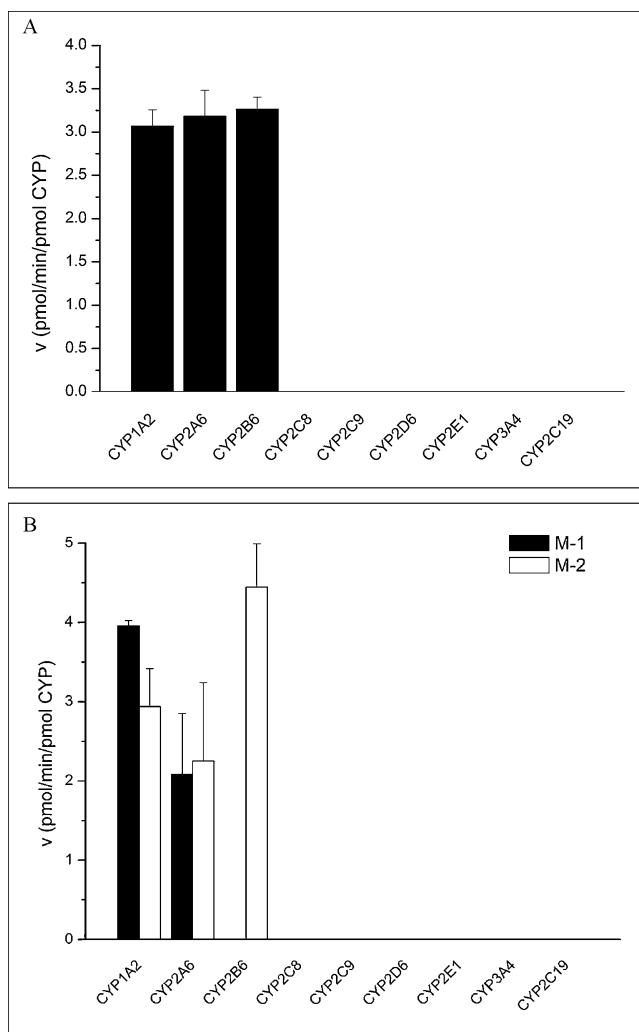 A
4.0
3.5
3.0
2.5
2.0
1.5
1.0
0.5
0.0
v (pmol/min/pmol CYP)
CYP1A2 CYP2A6 CYP2B6 CYP2C8 CYP2C9 CYP2D6 CYP2E1 CYP3A4 CYP2C19
B
M-1
M-2
5
4
3
2
1
0
v (pmol/min/pmol CYP)
CYP1A2 CYP2A6 CYP2B6 CYP2C8 CYP2C9 CYP2D6 CYP2E1 CYP3A4 CYP2C19